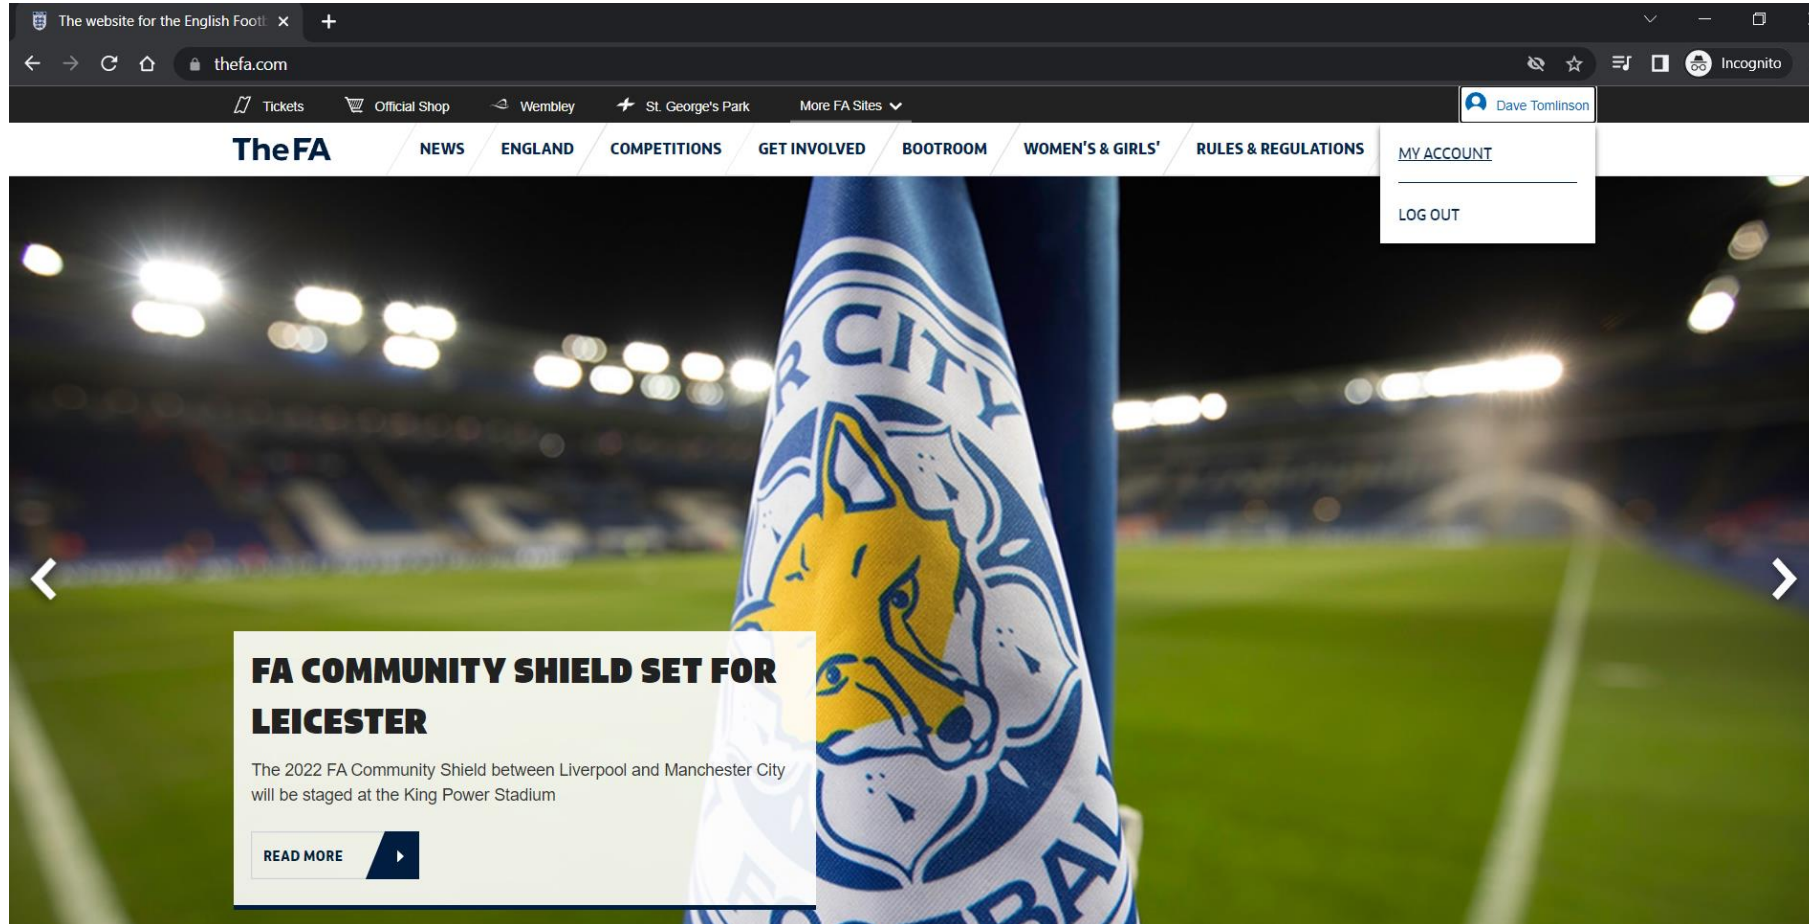 The website for the English Footb
thefa.com
Incognito
Tickets
Official Shop
Wembley
St. George's Park
More FA Sites
Dave Tomlinson
TheFA
NEWS
ENGLAND
COMPETITIONS
GET INVOLVED
BOOTROOM
WOMEN'S & GIRLS'
RULES & REGULATIONS
MY ACCOUNT
LOG OUT
R CITY
FOOTBAL
FA COMMUNITY SHIELD SET FOR
LEICESTER
The 2022 FA Community Shield between Liverpool and Manchester City
will be staged at the King Power Stadium
READ MORE